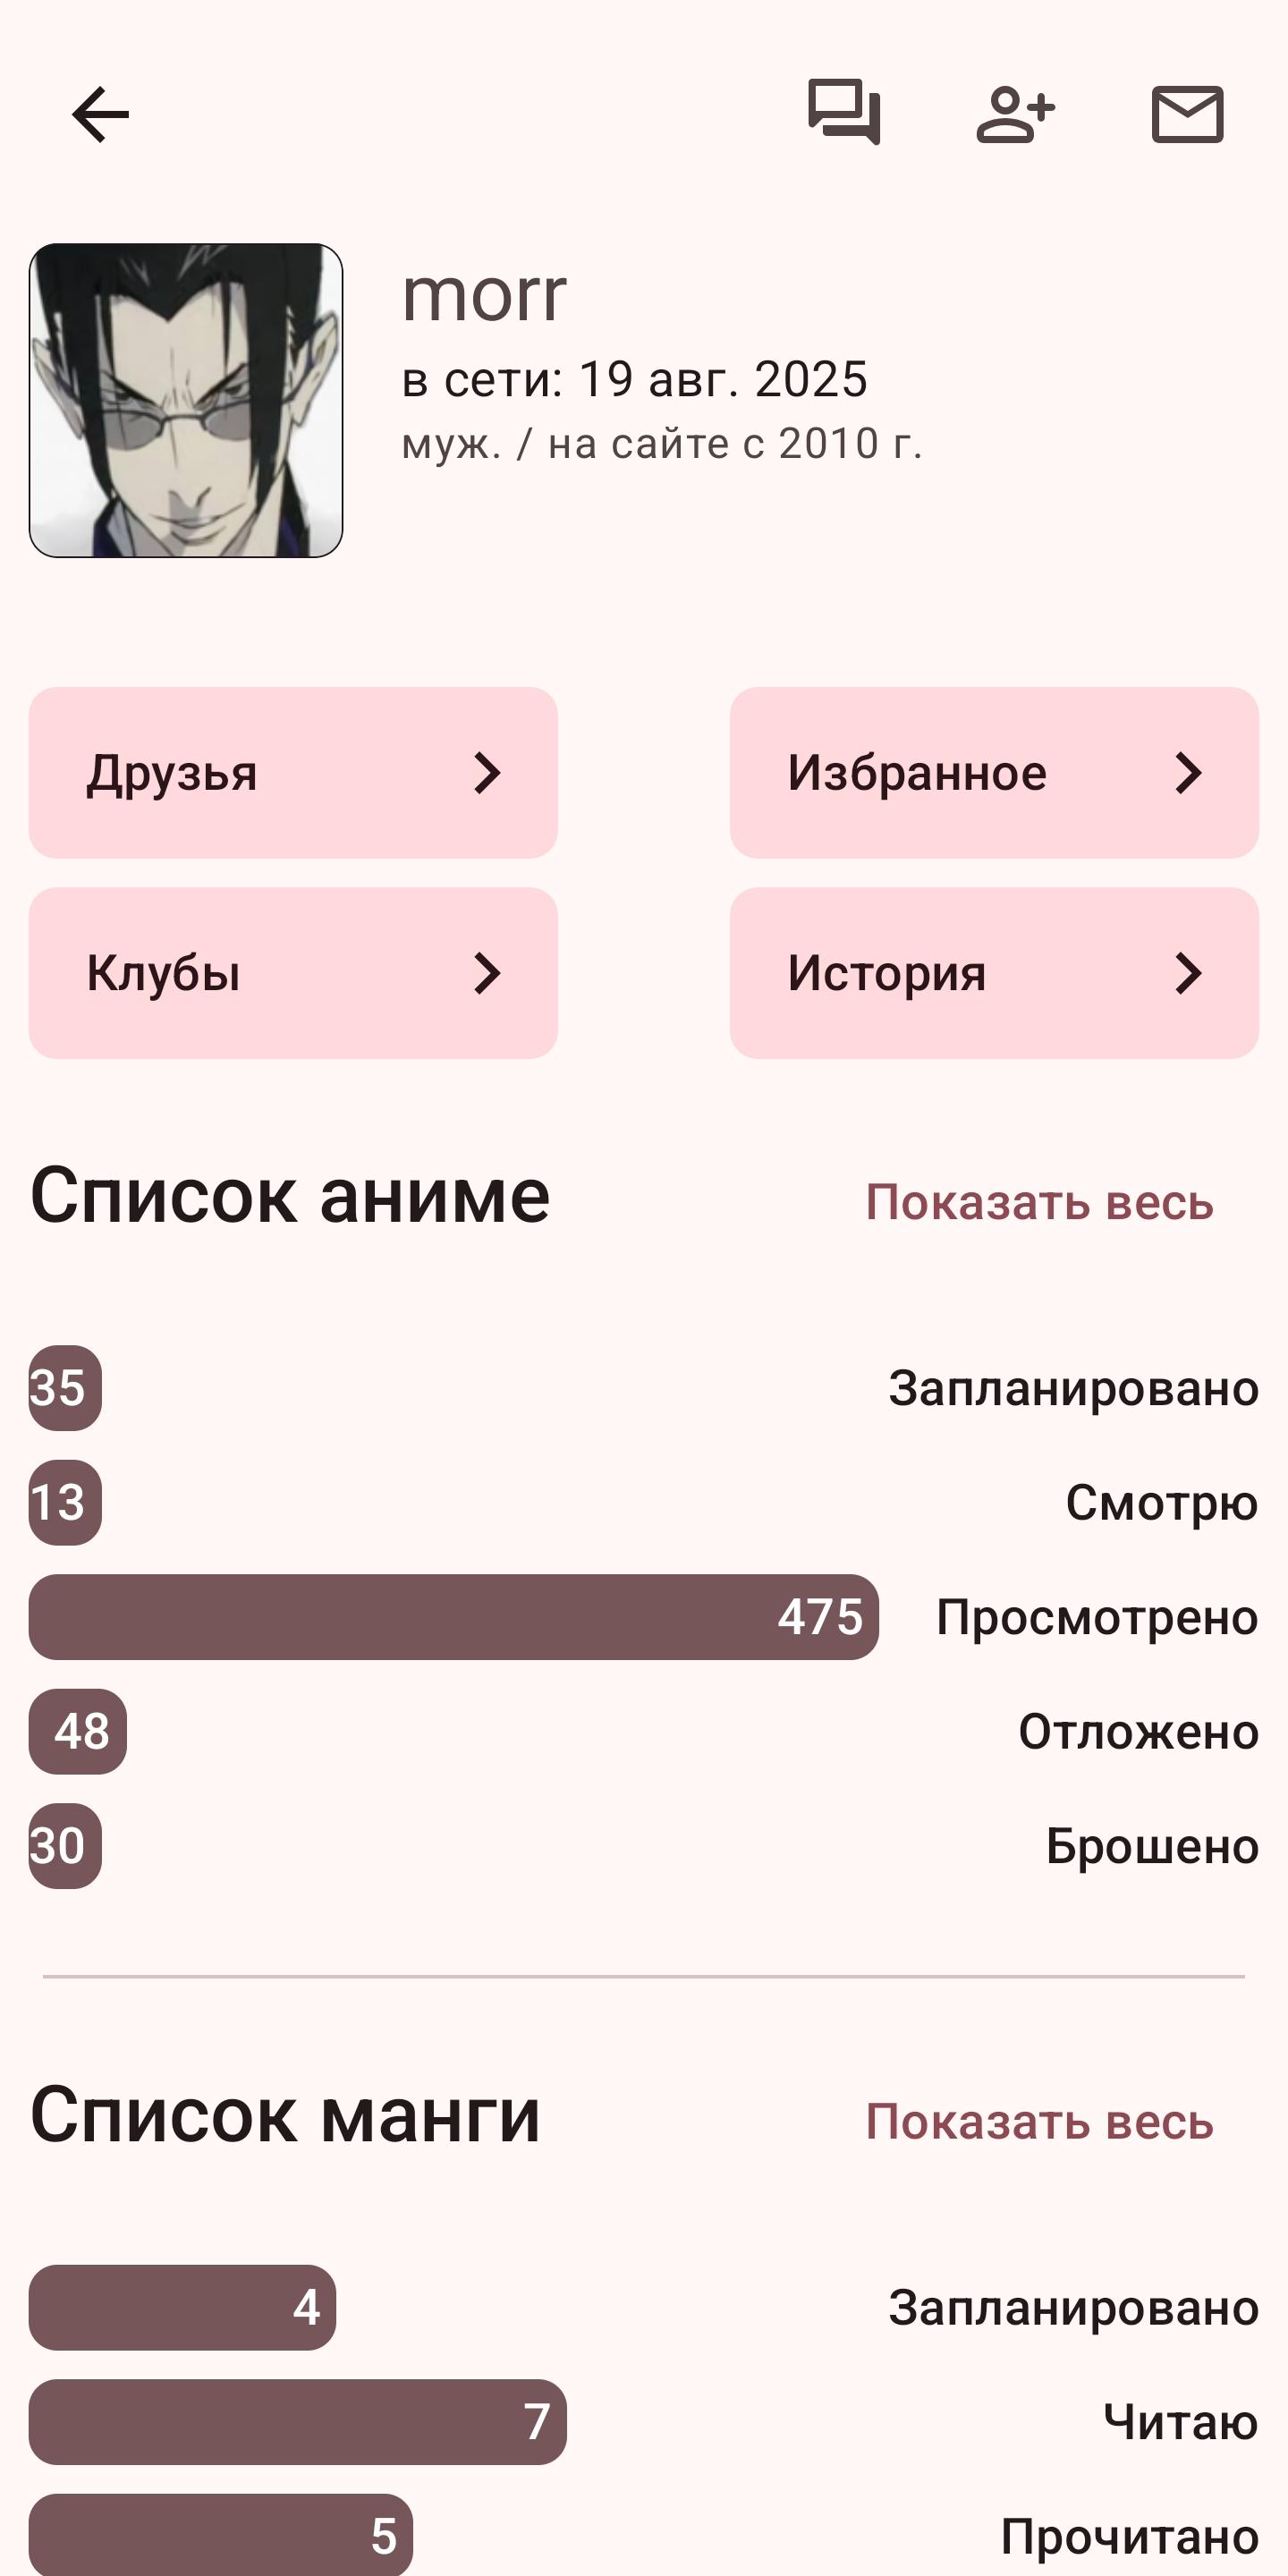 morr
в сети: 19 авг. 2025
муж. / на сайте с 2010 г.
Друзья
Избранное
Клубы
История
Список аниме
Показать весь
35 Запланировано
13 Смотрю
475 Просмотрено
48 Отложено
30 Брошено
Список манги
Показать весь
4 Запланировано
7 Читаю
5 Прочитано